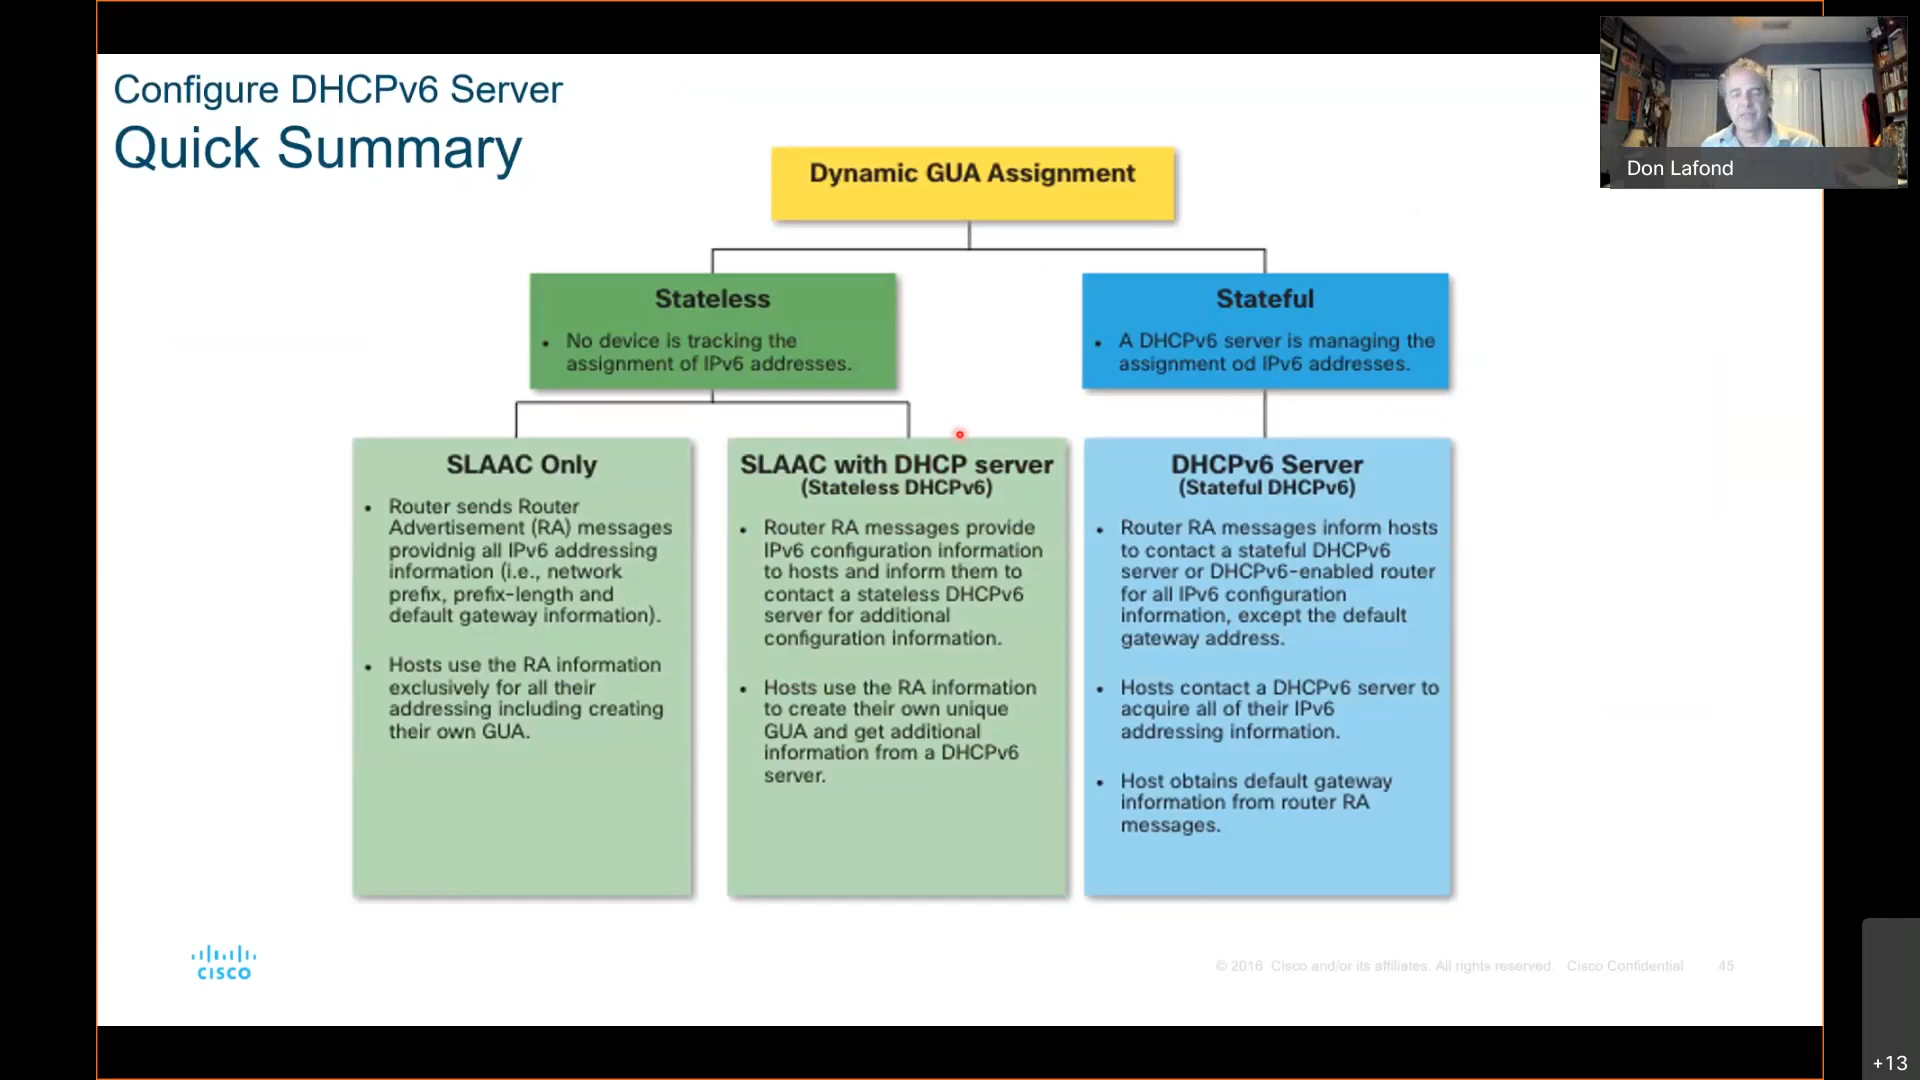 Configure DHCPv6 Server
Quick Summary
Don Lafond
Dynamic GUA Assignment
Stateless
• No device is tracking the
assignment of IPv6 addresses.
Stateful
• A DHCPv6 server is managing the
assignment od IPv6 addresses.
SLAAC Only
• Router sends Router
Advertisement (RA) messages
providnig all IPv6 addressing
information (i.e., network
prefix, prefix-length and
default gateway information).
• Hosts use the RA information
exclusively for all their
addressing including creating
their own GUA.
SLAAC with DHCP server
(Stateless DHCPv6)
• Router RA messages provide
IPv6 configuration information
to hosts and inform them to
contact a stateless DHCPv6
server for additional
configuration information.
• Hosts use the RA information
to create their own unique
GUA and get additional
information from a DHCPv6
server.
DHCPv6 Server
(Stateful DHCPv6)
• Router RA messages inform hosts
to contact a stateful DHCPv6
server or DHCPv6-enabled router
for all IPv6 configuration
information, except the default
gateway address.
• Hosts contact a DHCPv6 server to
acquire all of their IPv6
addressing information.
• Host obtains default gateway
information from router RA
messages.
CISCO
© 2016 Cisco and/or its affiliates. All rights reserved. Cisco Confidential 45
+13